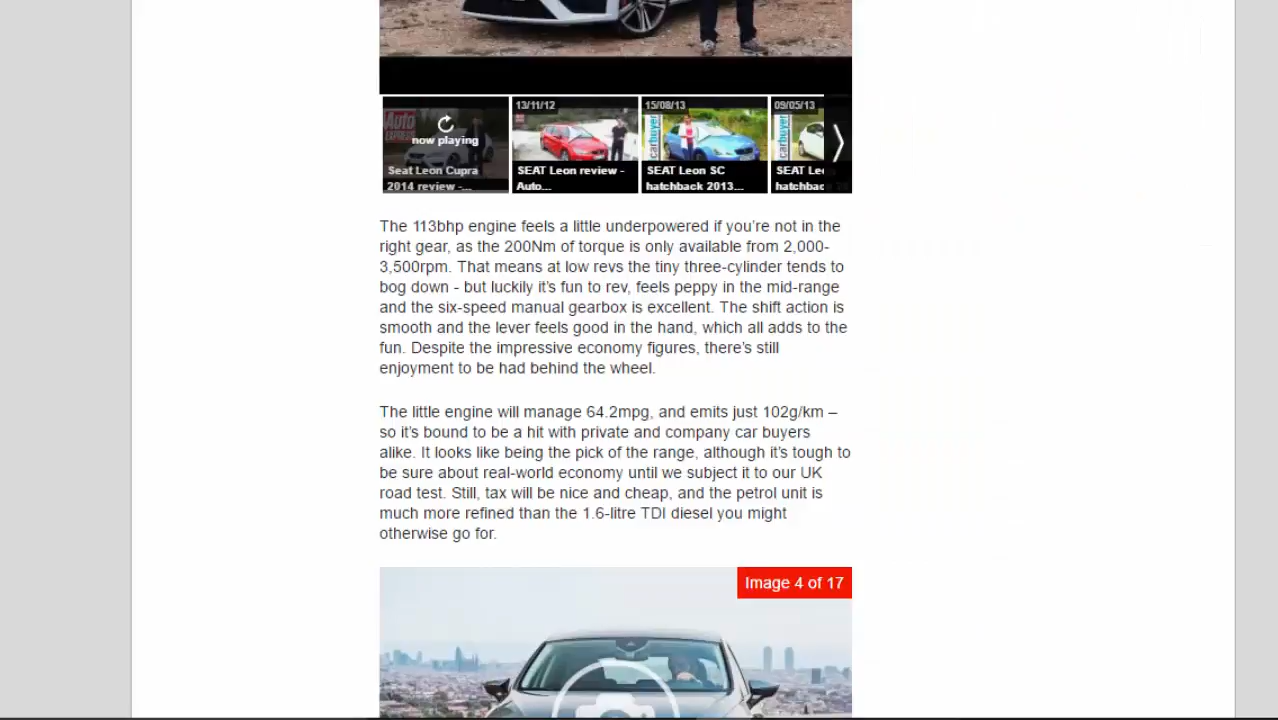 13/11/12
15/08/13
09/05/13
Auto
EXPRESS
now playing
carbuyer
carbuyer
Seat Leon Cupra
2014 review -...
SEAT Leon review -
Auto...
SEAT Leon SC
hatchback 2013...
SEAT Le
hatchbac
The 113bhp engine feels a little underpowered if you’re not in the
right gear, as the 200Nm of torque is only available from 2,000-
3,500rpm. That means at low revs the tiny three-cylinder tends to
bog down - but luckily it’s fun to rev, feels peppy in the mid-range
and the six-speed manual gearbox is excellent. The shift action is
smooth and the lever feels good in the hand, which all adds to the
fun. Despite the impressive economy figures, there’s still
enjoyment to be had behind the wheel.
The little engine will manage 64.2mpg, and emits just 102g/km –
so it’s bound to be a hit with private and company car buyers
alike. It looks like being the pick of the range, although it’s tough to
be sure about real-world economy until we subject it to our UK
road test. Still, tax will be nice and cheap, and the petrol unit is
much more refined than the 1.6-litre TDI diesel you might
otherwise go for.
Image 4 of 17